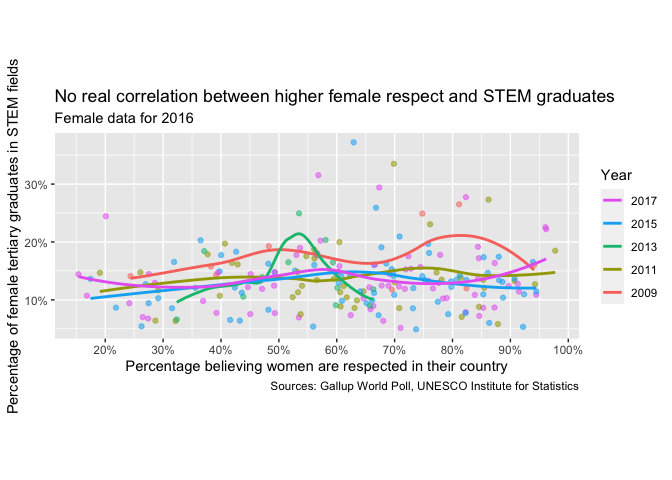 No real correlation between higher female respect and STEM graduates
Female data for 2016
Percentage of female tertiary graduates in STEM fields
30%
20%
10%
20%
30%
40%
50%
60%
70%
80%
90%
100%
Percentage believing women are respected in their country
Sources: Gallup World Poll, UNESCO Institute for Statistics
Year
2017
2015
2013
2011
2009